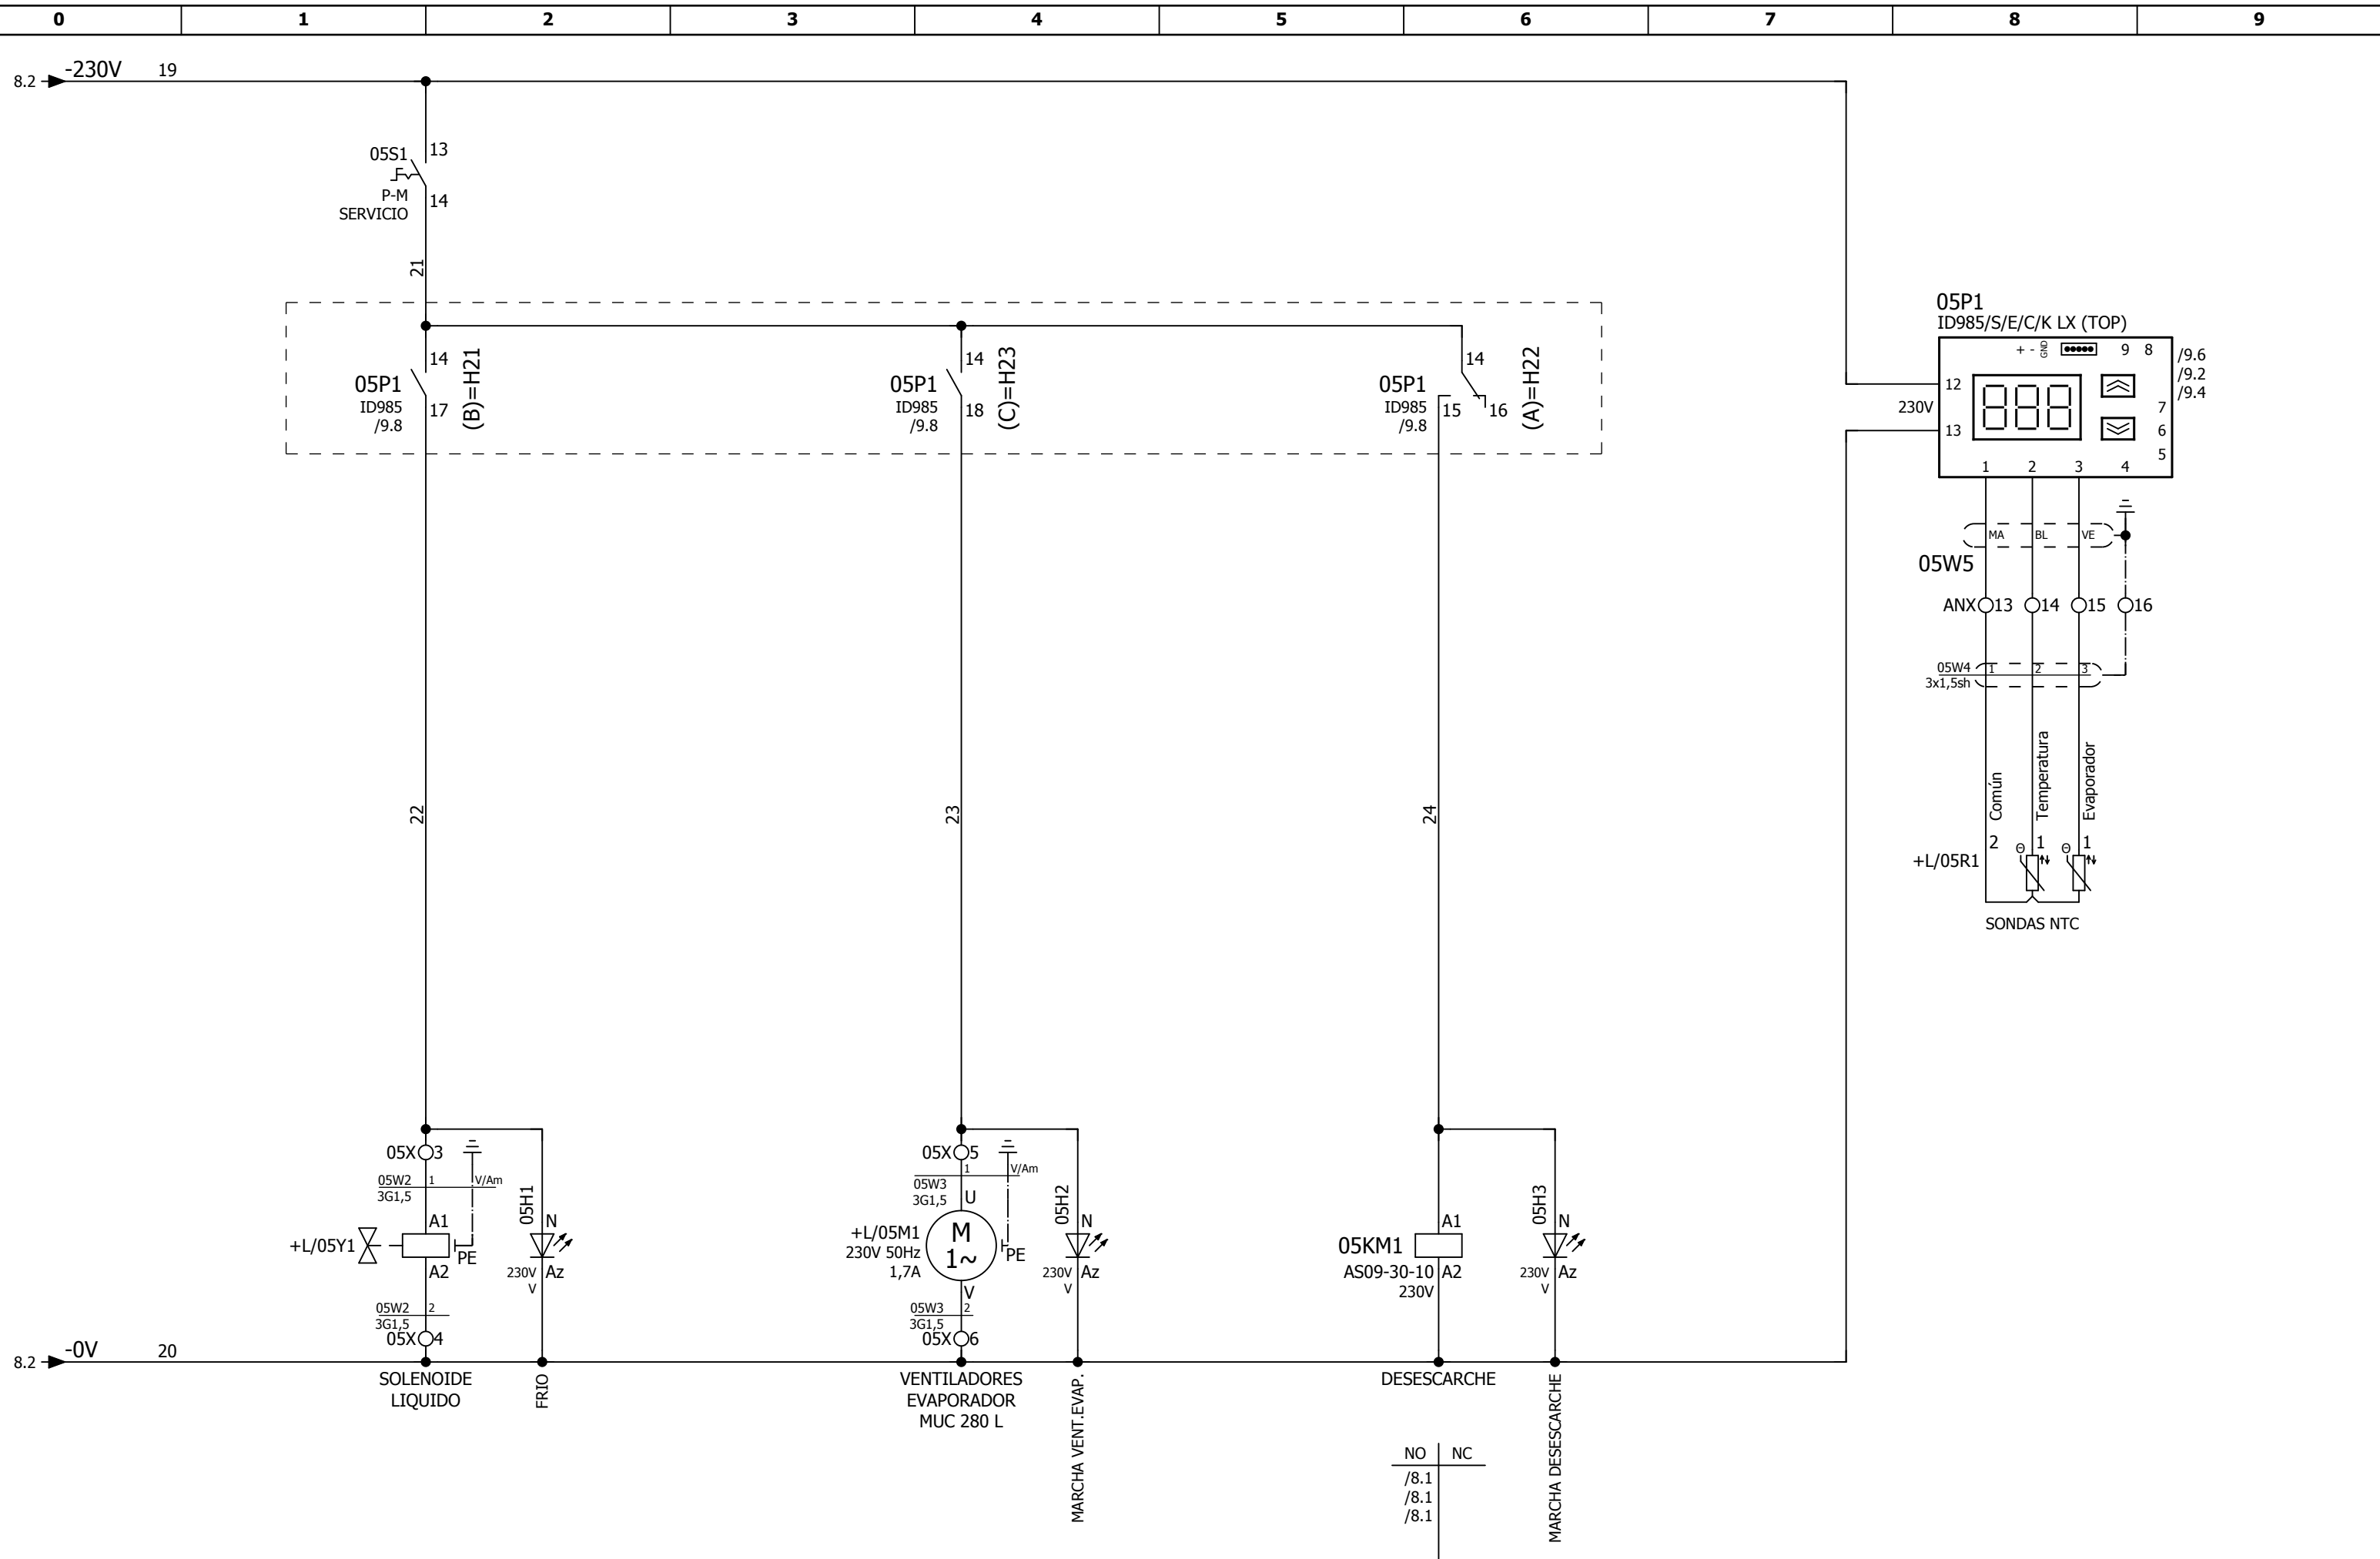 0 1 2 3 4 5 6 7 8 9
8.2 -230V 19
05S1 13
P-M 14
SERVICIO
21
05P1
ID985/S/E/C/K LX (TOP)
+ - GND 9 8 /9.6
/9.2
/9.4
12
230V
13
7
6
5
1 2 3 4
14
05P1
ID985 17
/9.8
(B)=H21
14
05P1
ID985 18
/9.8
(C)=H23
14
05P1
ID985 15 16
/9.8
(A)=H22
MA BL VE
05W5
ANX 13 14 15 16
05W4 1 2 3
3x1,5sh
Común
Temperatura
Evaporador
2 Θ 1 Θ 1
+L/05R1
SONDAS NTC
22
23
24
05X 3
05W2 1 V/Am
3G1,5
A1
+L/05Y1
PE
A2
05W2 2
3G1,5
05X 4
05H1
N
230V Az
V
05X 5
1 V/Am
05W3
3G1,5 U
+L/05M1 M
230V 50Hz 1~ PE
1,7A
V
05W3 2
3G1,5
05X 6
05H2
N
230V Az
V
A1
05KM1
AS09-30-10 A2
230V
05H3
N
230V Az
V
8.2 -0V 20
SOLENOIDE
LIQUIDO
FRIO
VENTILADORES
EVAPORADOR
MUC 280 L
MARCHA VENT.EVAP.
DESESCARCHE
MARCHA DESESCARCHE
NO NC
/8.1
/8.1
/8.1